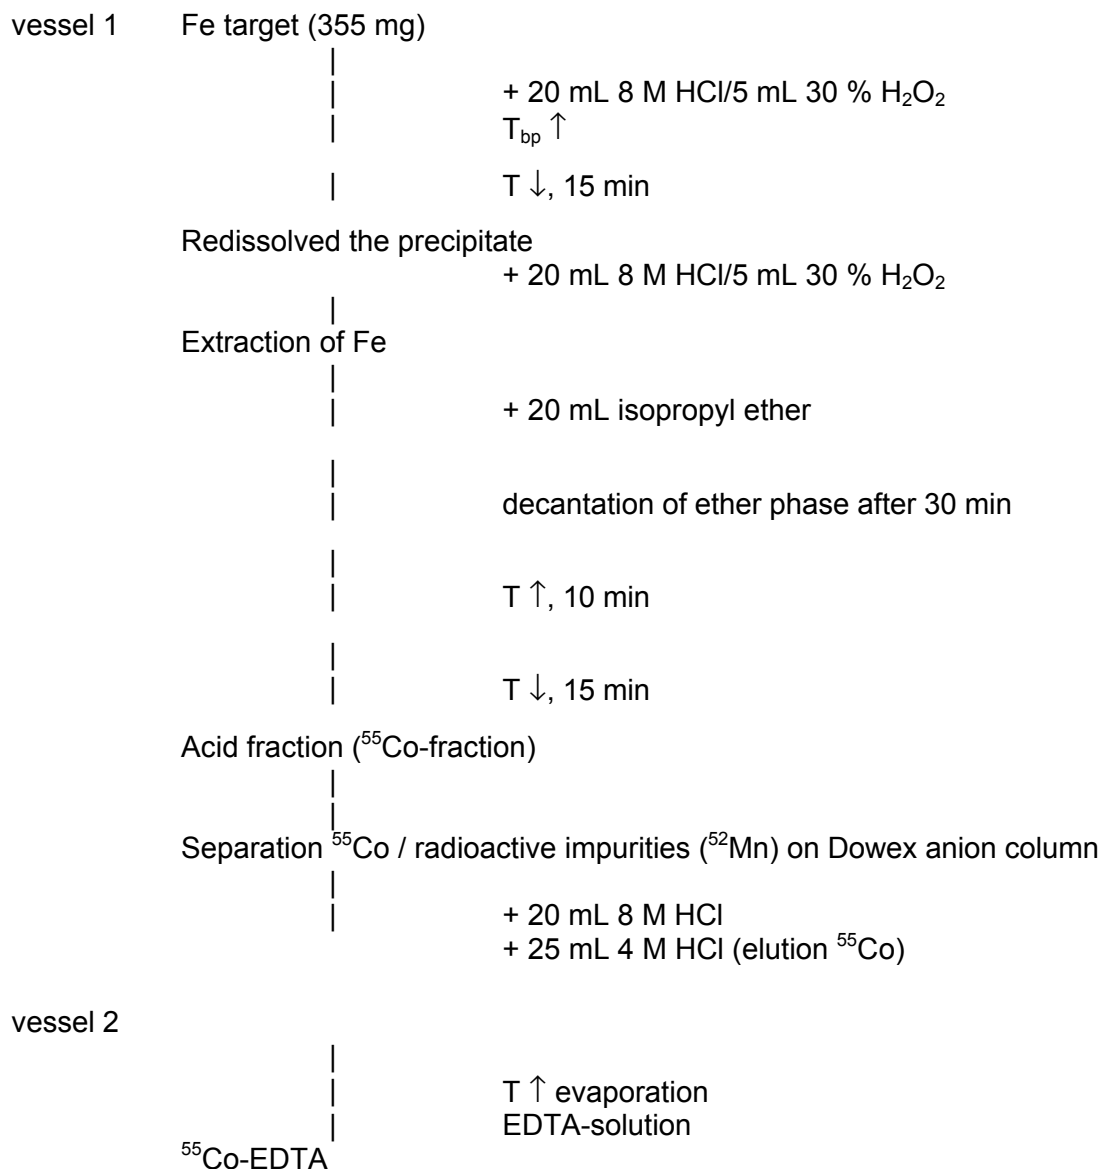 vessel 1 Fe target (355 mg)
+ 20 mL 8 M HCl/5 mL 30 % H₂O₂
T_bp ↑
T ↓, 15 min
Redissolved the precipitate
+ 20 mL 8 M HCl/5 mL 30 % H₂O₂
Extraction of Fe
+ 20 mL isopropyl ether
decantation of ether phase after 30 min
T ↑, 10 min
T ↓, 15 min
Acid fraction (⁵⁵Co-fraction)
Separation ⁵⁵Co / radioactive impurities (⁵²Mn) on Dowex anion column
+ 20 mL 8 M HCl
+ 25 mL 4 M HCl (elution ⁵⁵Co)
vessel 2
T ↑ evaporation
EDTA-solution
⁵⁵Co-EDTA